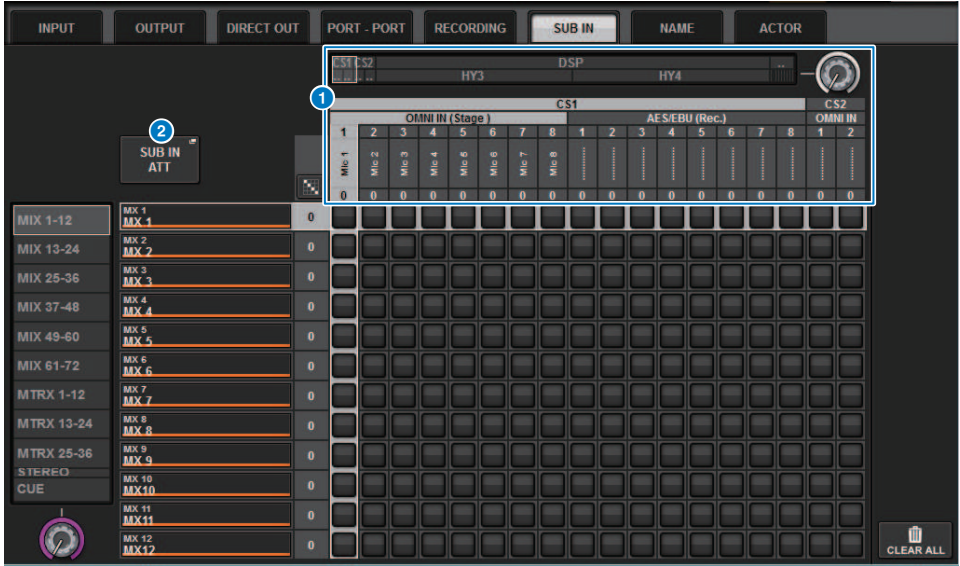 INPUT OUTPUT DIRECT OUT PORT - PORT RECORDING SUB IN NAME ACTOR
CS1 CS2 DSP ..
.. .. .. .. HY3 HY4
1
CS1 CS2
OMNI IN (Stage ) AES/EBU (Rec.) OMNI IN
1 2 3 4 5 6 7 8 1 2 3 4 5 6 7 8 1 2
Mic 1 Mic 2 Mic 3 Mic 4 Mic 5 Mic 6 Mic 7 Mic 8
0 0 0 0 0 0 0 0 0 0 0 0 0 0 0 0 0 0
2
SUB IN
ATT
MIX 1-12
MIX 13-24
MIX 25-36
MIX 37-48
MIX 49-60
MIX 61-72
MTRX 1-12
MTRX 13-24
MTRX 25-36
STEREO
CUE
MX 1
MX 1 0
MX 2
MX 2 0
MX 3
MX 3 0
MX 4
MX 4 0
MX 5
MX 5 0
MX 6
MX 6 0
MX 7
MX 7 0
MX 8
MX 8 0
MX 9
MX 9 0
MX 10
MX10 0
MX 11
MX11 0
MX 12
MX12 0
CLEAR ALL